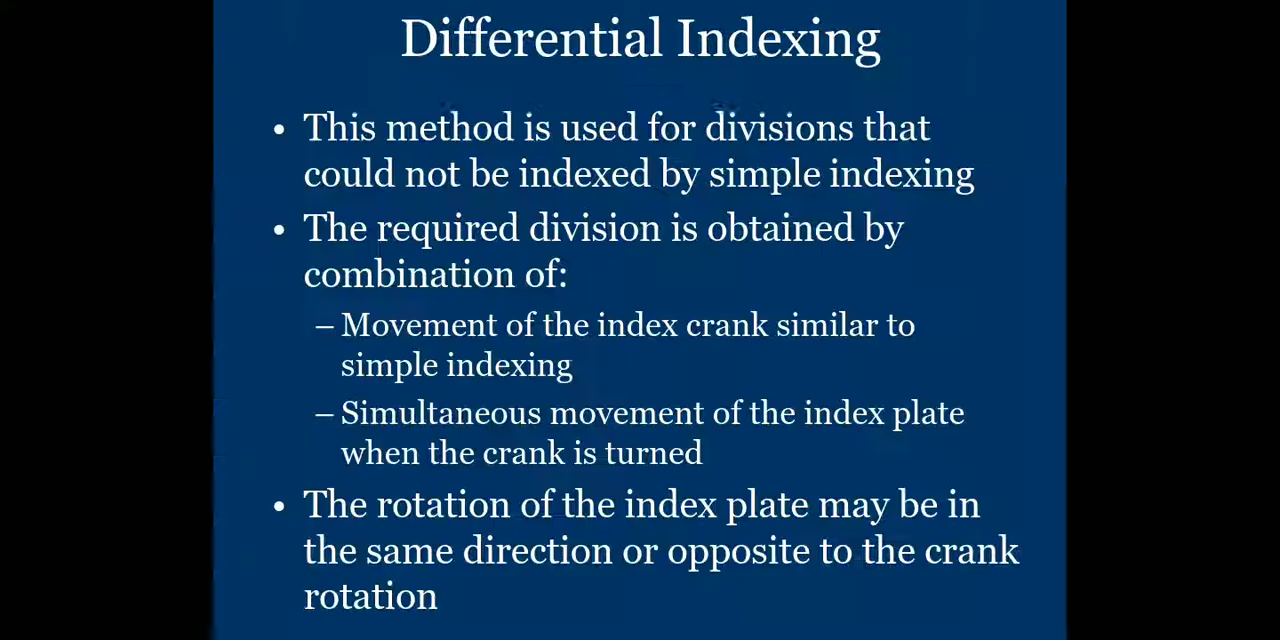 Differential Indexing
• This method is used for divisions that
could not be indexed by simple indexing
• The required division is obtained by
combination of:
– Movement of the index crank similar to
simple indexing
– Simultaneous movement of the index plate
when the crank is turned
• The rotation of the index plate may be in
the same direction or opposite to the crank
rotation